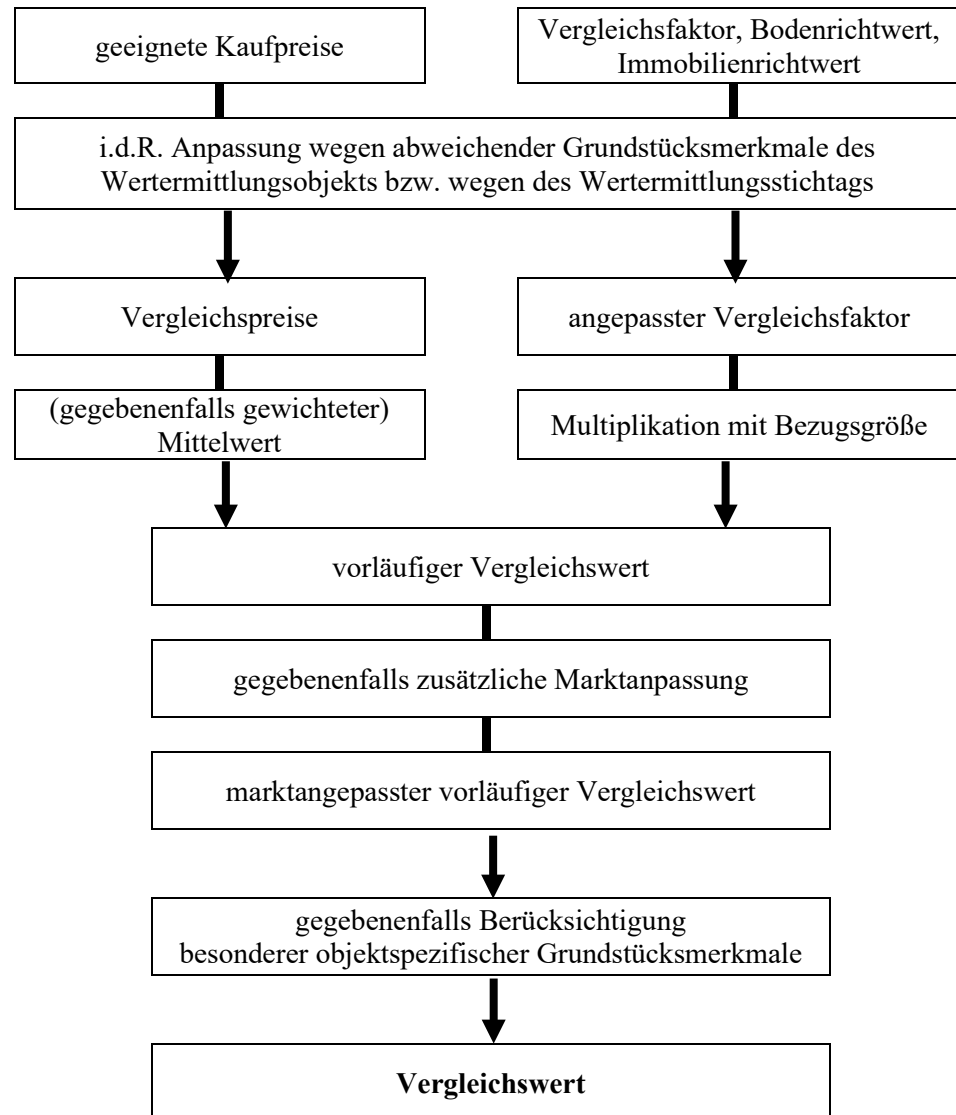 geeignete Kaufpreise
Vergleichsfaktor, Bodenrichtwert,
Immobilienrichtwert
i.d.R. Anpassung wegen abweichender Grundstücksmerkmale des
Wertermittlungsobjekts bzw. wegen des Wertermittlungsstichtags
Vergleichspreise
angepasster Vergleichsfaktor
(gegebenenfalls gewichteter)
Mittelwert
Multiplikation mit Bezugsgröße
vorläufiger Vergleichswert
gegebenenfalls zusätzliche Marktanpassung
marktangepasster vorläufiger Vergleichswert
gegebenenfalls Berücksichtigung
besonderer objektspezifischer Grundstücksmerkmale
Vergleichswert